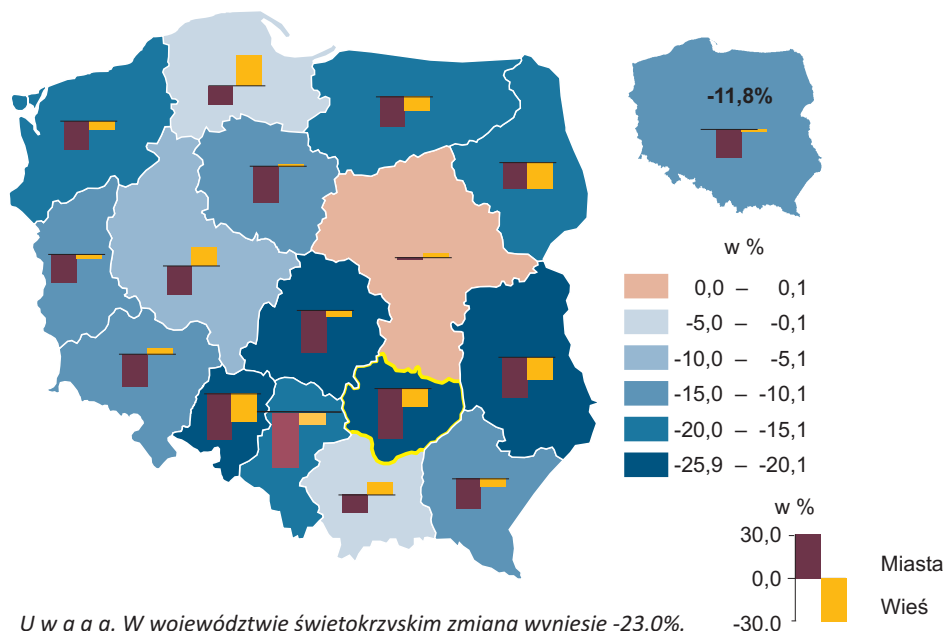 -11,8%
w %
0,0 – 0,1
-5,0 – -0,1
-10,0 – -5,1
-15,0 – -10,1
-20,0 – -15,1
-25,9 – -20,1
w %
30,0
0,0
-30.0
Miasta
Wieś
U w a g a. W województwie świętokrzyskim zmiana wyniesie -23,0%.